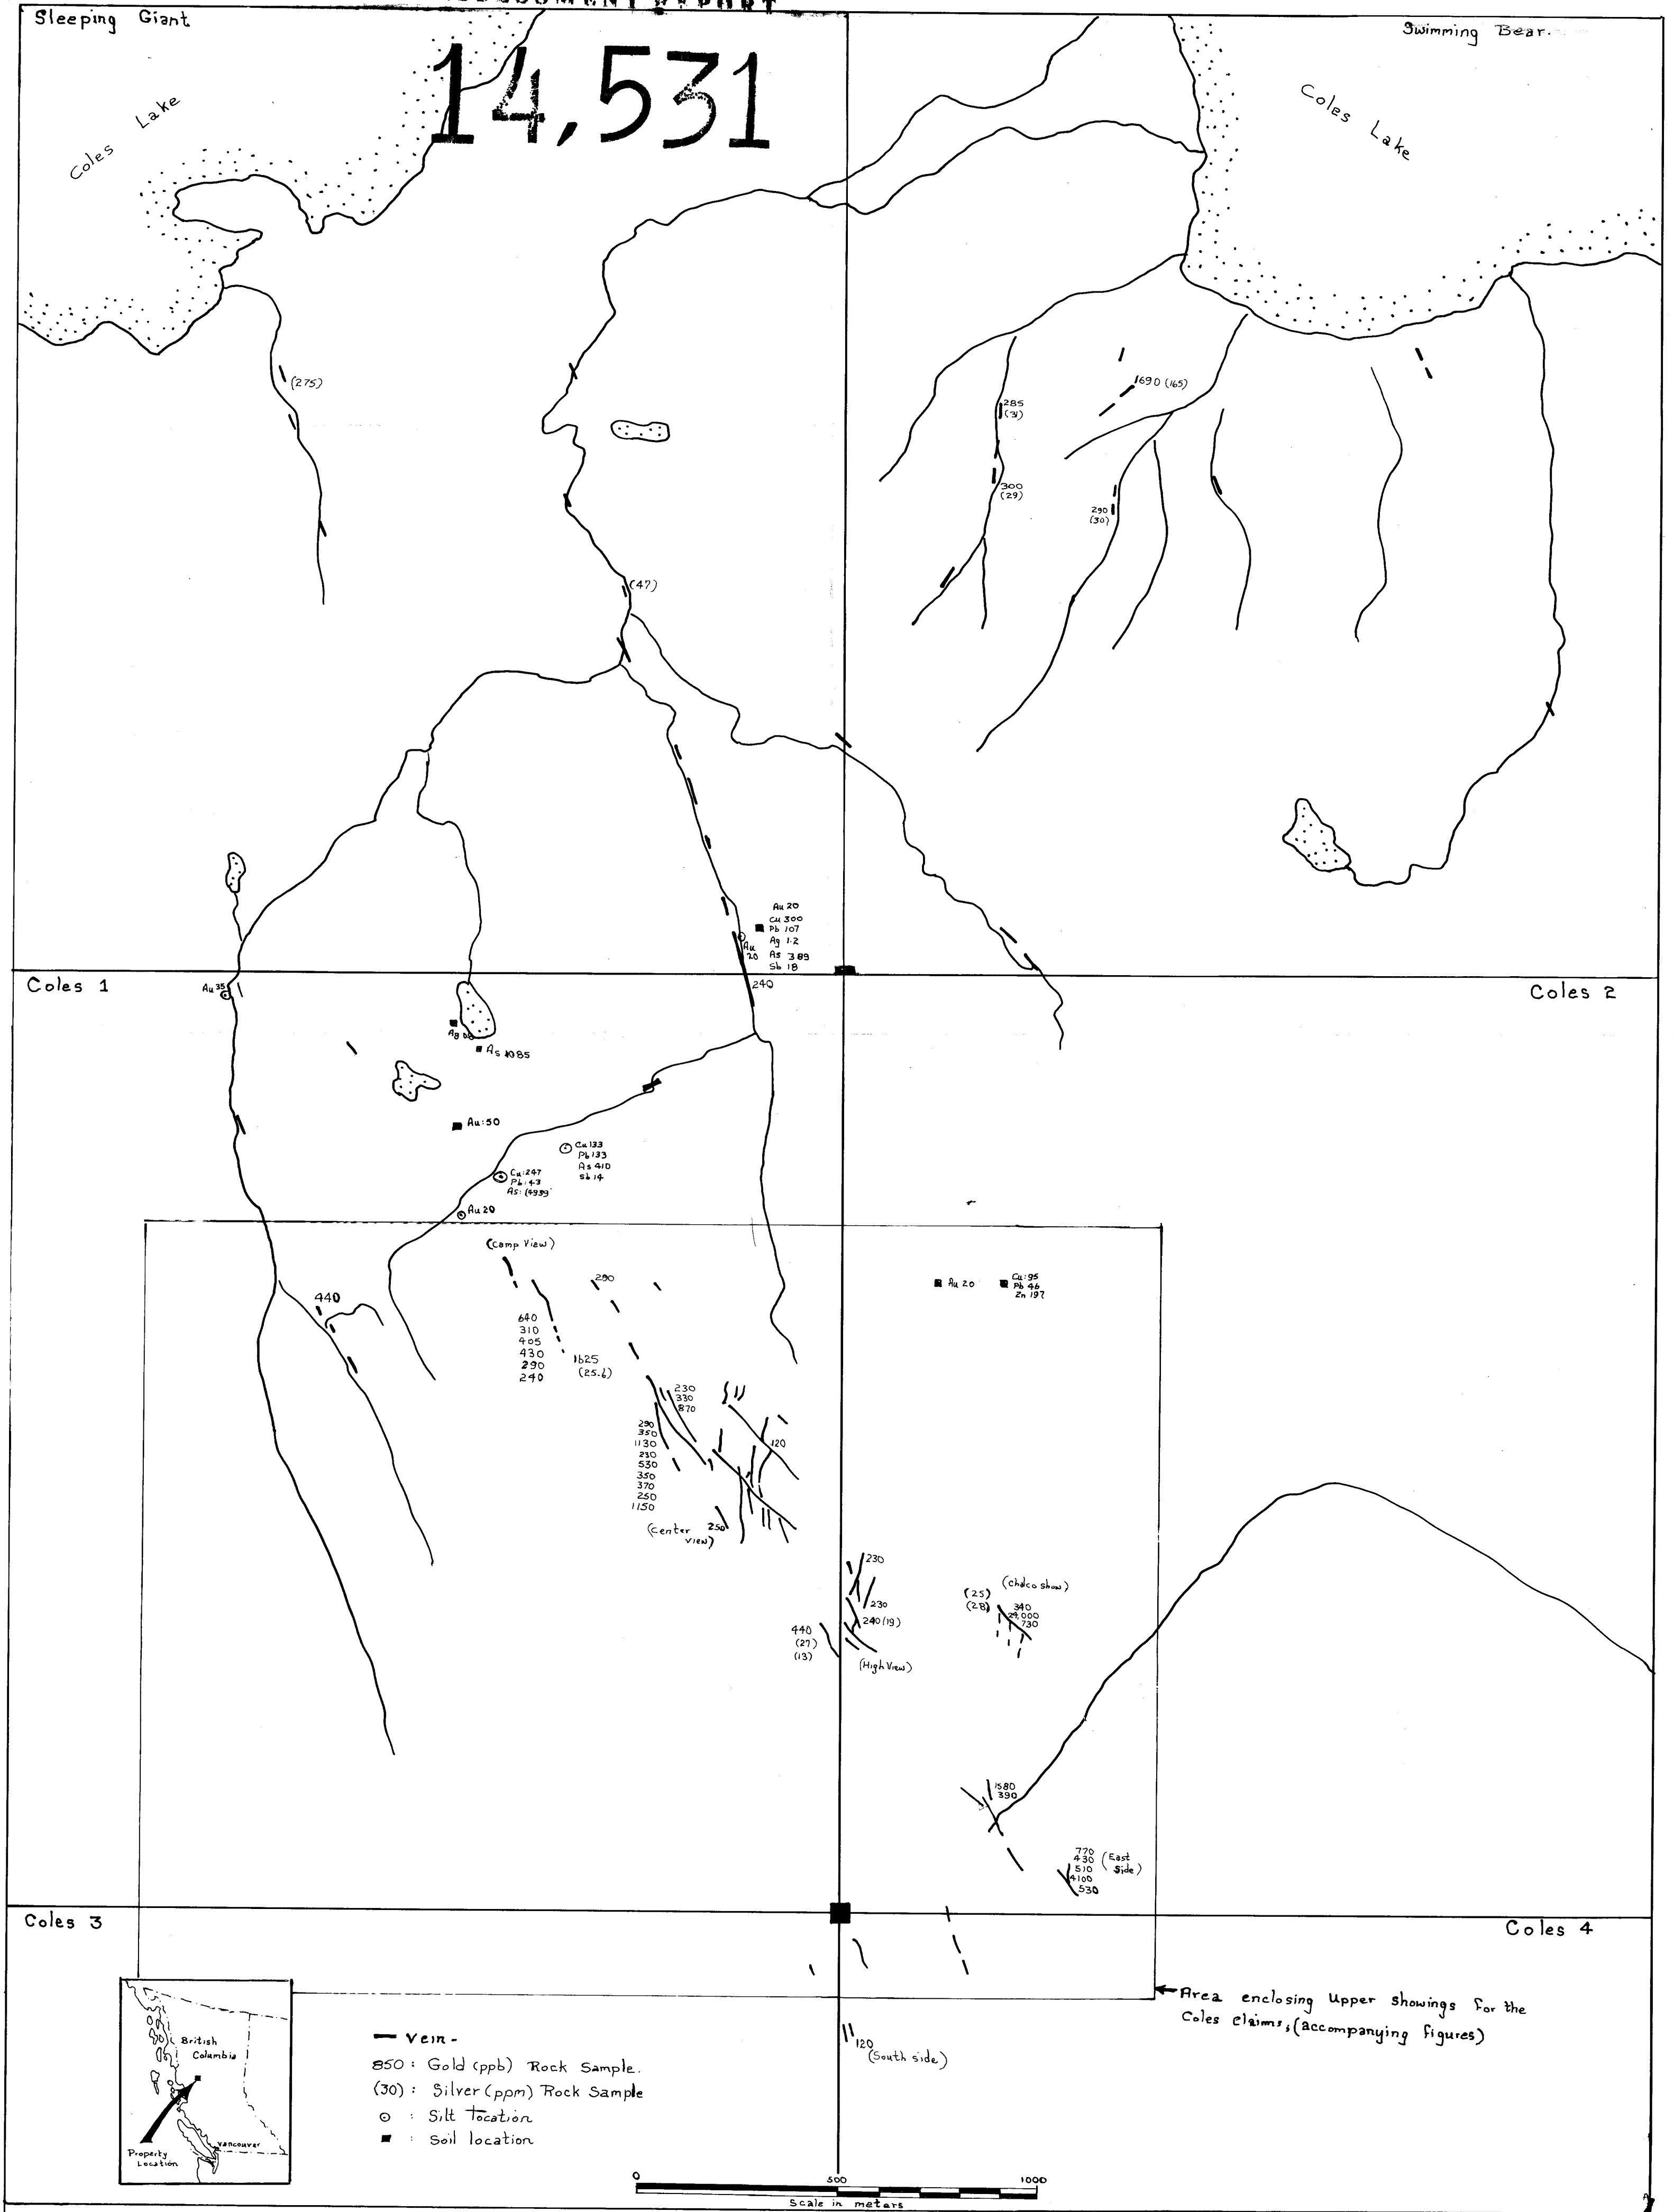 ASSESSMENT REPORT
14,531
Sleeping Giant
Swimming Bear.
Coles Lake
Coles Lake
(275)
1690 (165)
285
(31)
300
(29)
290
(30)
(47)
Au 20
Cu 300
Pb 107
Ag 1.2
As 389
Sb 18
Au
20
240
Coles 1
Coles 2
Au 35
As 1085
Au:50
Cu 133
Pb 133
As 410
Sb 14
Cu:247
Pb:43
As:
Au 20
(Camp View)
290
Au 20
Cu:95
Pb 46
Zn 197
440
640
310
405
430
290
240
1625
(25.6)
230
330
870
290
350
1130
230
530
350
370
250
1150
120
(Center
view)
250
230
230
240 (19)
440
(27)
(13)
(High View)
(Chalco show)
(25)
(28)
340
29,000
730
1580
390
770
430
510
4100
530
(East
Side)
Coles 3
Coles 4
Area enclosing Upper Showings for the
Coles Claims, (accompanying figures)
120
(South side)
British
Columbia
Vancouver
Property
Location
vein -
850 : Gold (ppb) Rock Sample.
(30) : Silver (ppm) Rock Sample
: Silt Location
: Soil location
0 500 1000
Scale in meters